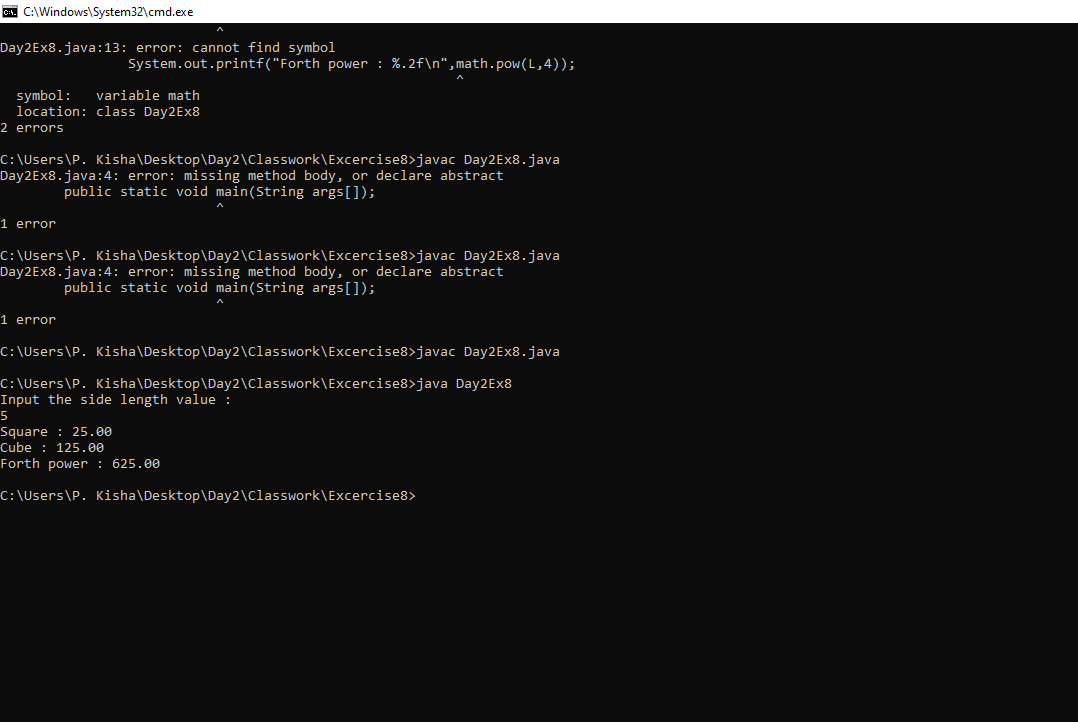 C:\Windows\System32\cmd.exe
^
Day2Ex8.java:13: error: cannot find symbol
System.out.printf("Forth power : %.2f\n",math.pow(L,4));
^
symbol:   variable math
location: class Day2Ex8
2 errors
C:\Users\P. Kisha\Desktop\Day2\Classwork\Excercise8>javac Day2Ex8.java
Day2Ex8.java:4: error: missing method body, or declare abstract
public static void main(String args[]);
^
1 error
C:\Users\P. Kisha\Desktop\Day2\Classwork\Excercise8>javac Day2Ex8.java
Day2Ex8.java:4: error: missing method body, or declare abstract
public static void main(String args[]);
^
1 error
C:\Users\P. Kisha\Desktop\Day2\Classwork\Excercise8>javac Day2Ex8.java
C:\Users\P. Kisha\Desktop\Day2\Classwork\Excercise8>java Day2Ex8
Input the side length value :
5
Square : 25.00
Cube : 125.00
Forth power : 625.00
C:\Users\P. Kisha\Desktop\Day2\Classwork\Excercise8>